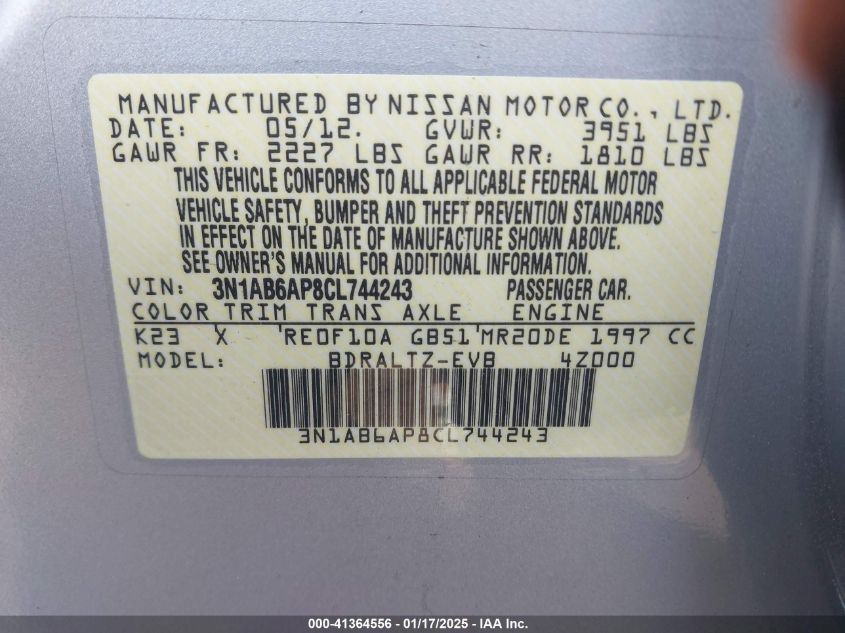 MANUFACTURED BY NISSAN MOTOR CO., LTD.
DATE: 05/12. GVWR: 3951 LBS
GAWR FR: 2227 LBS GAWR RR: 1810 LBS
THIS VEHICLE CONFORMS TO ALL APPLICABLE FEDERAL MOTOR
VEHICLE SAFETY, BUMPER AND THEFT PREVENTION STANDARDS
IN EFFECT ON THE DATE OF MANUFACTURE SHOWN ABOVE.
SEE OWNER'S MANUAL FOR ADDITIONAL INFORMATION.
VIN: 3N1AB6AP8CL744243 PASSENGER CAR.
COLOR TRIM TRANS AXLE ENGINE
K23 X 'RE0F10A GB51'MR20DE 1997 CC
MODEL: BDRALTZ-EVB 4Z000
3N1AB6AP8CL744243
000-41364556 - 01/17/2025 - IAA Inc.